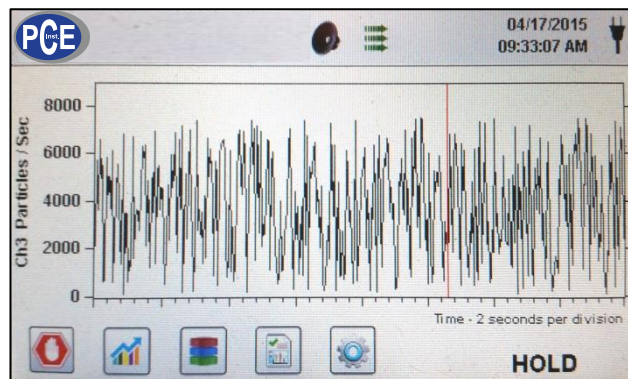 PCE
Inst.
04/17/2015
09:33:07 AM
Ch3 Particles / Sec
8000
6000
4000
2000
0
Time - 2 seconds per division
HOLD